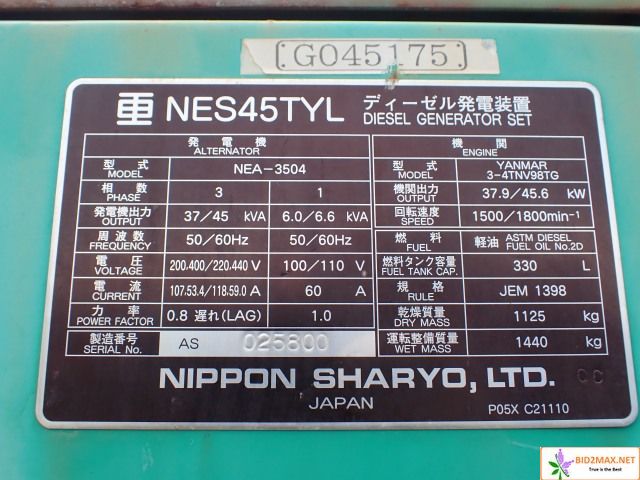 GO45175
NES45TYL ディーゼル発電装置
DIESEL GENERATOR SET
発電機
ALTERNATOR
型式 MODEL NEA-3504
相数 PHASE 3 1
発電機出力 OUTPUT 37/45 kVA 6.0/6.6 kVA
周波数 FREQUENCY 50/60Hz 50/60Hz
電圧 VOLTAGE 200.400/220.440 V 100/110 V
電流 CURRENT 107.53.4/118.59.0 A 60 A
力率 POWER FACTOR 0.8 遅れ(LAG) 1.0
製造番号 SERIAL No. AS 025800
機関
ENGINE
型式 MODEL YANMAR
3-4TNV98TG
機関出力 OUTPUT 37.9/45.6 kW
回転速度 SPEED 1500/1800min⁻¹
燃料 FUEL 軽油 ASTM DIESEL
FUEL OIL No.2D
燃料タンク容量 FUEL TANK CAP. 330 L
規格 RULE JEM 1398
乾燥質量 DRY MASS 1125 kg
運転整備質量 WET MASS 1440 kg
NIPPON SHARYO, LTD.
JAPAN
P05X C21110
BID2MAX.NET
True is the Best